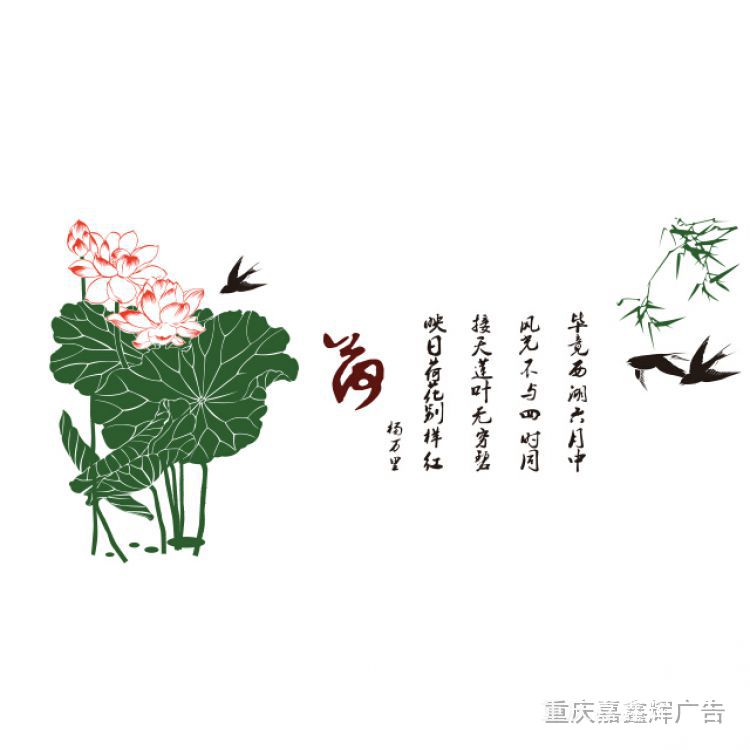 毕竟西湖六月中
风光不与四时同
接天莲叶无穷碧
映日荷花别样红
杨万里
荷
重庆嘉鑫辉广告